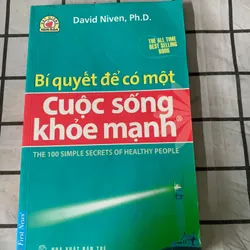 David Niven, Ph.D.
THE ALL TIME
BEST SELLING
BOOK
Bí quyết để có một
Cuộc sống
khỏe mạnh
THE 100 SIMPLE SECRETS OF HEALTHY PEOPLE
First News
NHÀ XUẤT BẢN TRẺ